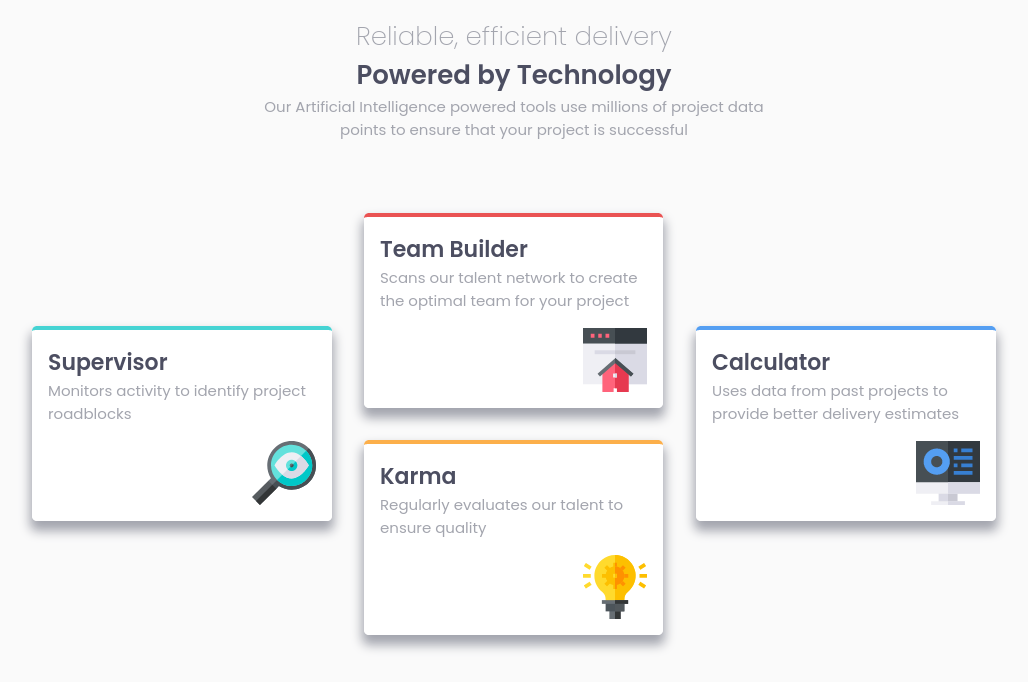 Reliable, efficient delivery
Powered by Technology
Our Artificial Intelligence powered tools use millions of project data
points to ensure that your project is successful
Supervisor
Monitors activity to identify project
roadblocks
Team Builder
Scans our talent network to create
the optimal team for your project
Karma
Regularly evaluates our talent to
ensure quality
Calculator
Uses data from past projects to
provide better delivery estimates